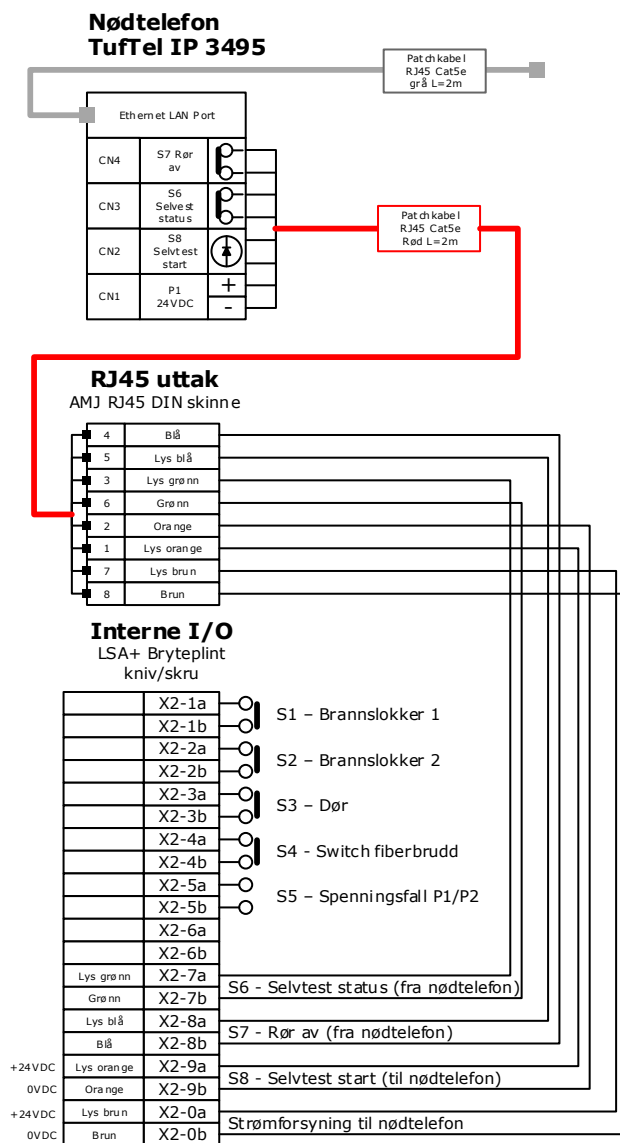 Nødtelefon
TufTel IP 3495
Patchkabel
RJ45 Cat5e
grå L=2m
Ethernet LAN Port
CN4
S7 Rør
av
CN3
S6
Selvest
status
CN2
S8
Selvtest
start
CN1
P1
24VDC
+
-
Patchkabel
RJ45 Cat5e
Rød L=2m
RJ45 uttak
AMJ RJ45 DIN skinne
4 Blå
5 Lys blå
3 Lys grønn
6 Grønn
2 Orange
1 Lys orange
7 Lys brun
8 Brun
Interne I/O
LSA+ Bryteplint
kniv/skru
X2-1a
X2-1b
S1 – Brannslokker 1
X2-2a
X2-2b
S2 – Brannslokker 2
X2-3a
X2-3b
S3 – Dør
X2-4a
X2-4b
S4 - Switch fiberbrudd
X2-5a
X2-5b
S5 – Spenningsfall P1/P2
X2-6a
X2-6b
Lys grønn X2-7a
Grønn X2-7b
S6 - Selvtest status (fra nødtelefon)
Lys blå X2-8a
Blå X2-8b
S7 - Rør av (fra nødtelefon)
+24VDC Lys orange X2-9a
0VDC Orange X2-9b
S8 - Selvtest start (til nødtelefon)
+24VDC Lys brun X2-0a
0VDC Brun X2-0b
Strømforsyning til nødtelefon